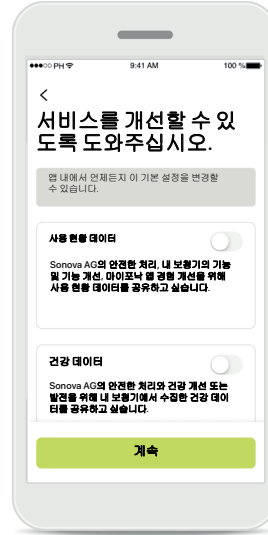 ●●●○○ PH 9:41 AM 100 %
<
서비스를 개선할 수 있
도록 도와주십시오.
앱 내에서 언제든지 이 기본 설정을 변경할
수 있습니다.
사용 현황 데이터
Sonova AG의 안전한 처리, 내 보청기의 기능
및 기능 개선, 마이포낙 앱 경험 개선을 위해
사용 현황 데이터를 공유하고 싶습니다.
건강 데이터
Sonova AG의 안전한 처리와 건강 개선 또는
발전을 위해 내 보청기에서 수집한 건강 데이
터를 공유하고 싶습니다.
계속